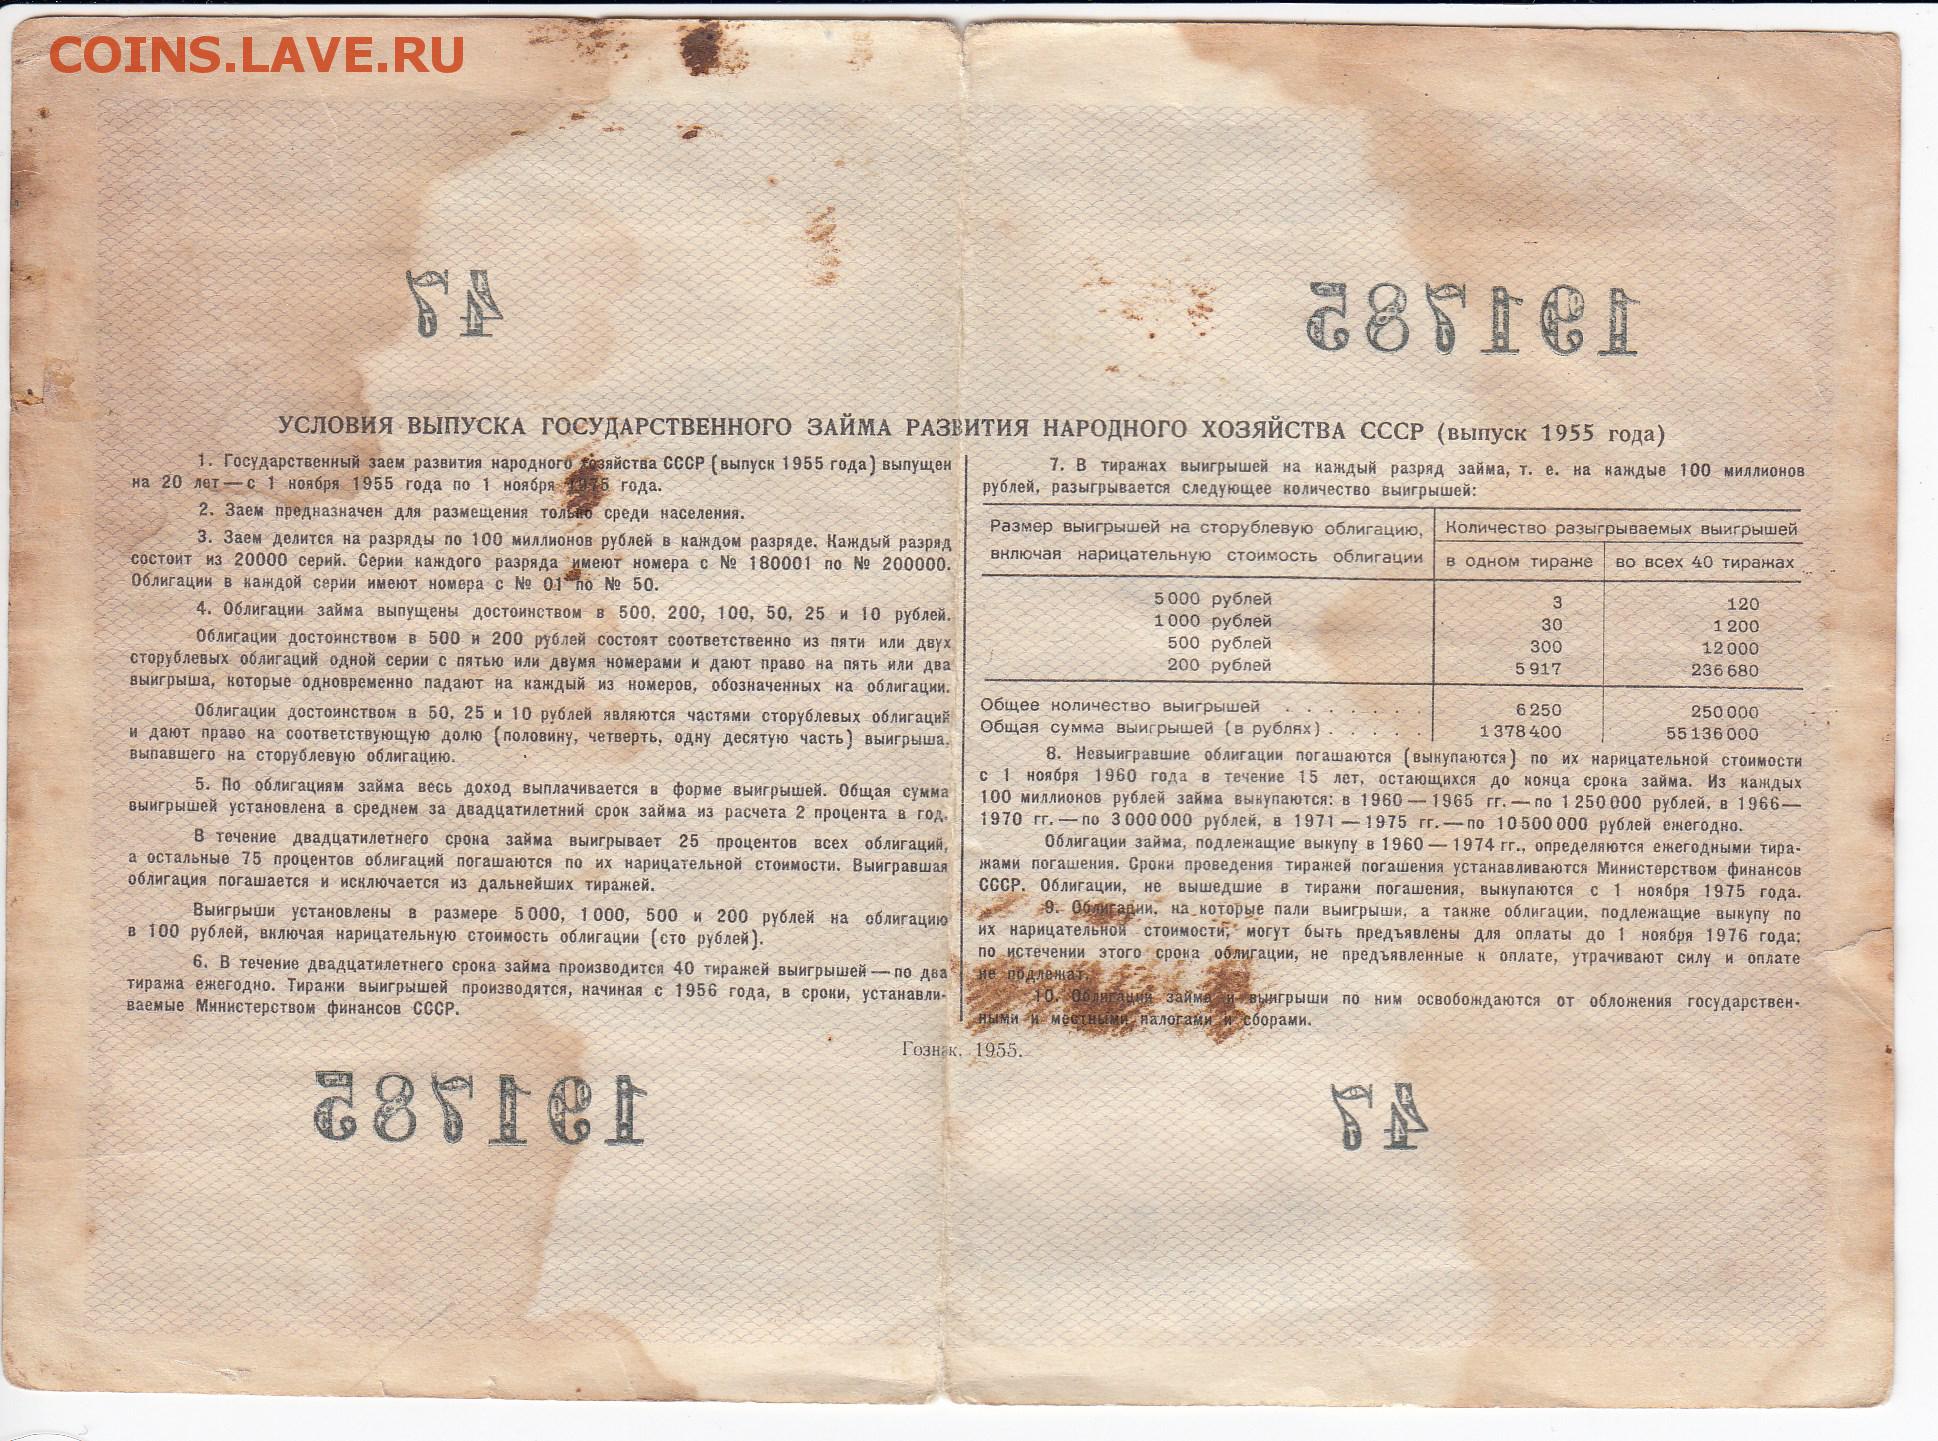 COINS.LAVE.RU
47
191785
УСЛОВИЯ ВЫПУСКА ГОСУДАРСТВЕННОГО ЗАЙМА РАЗВИТИЯ НАРОДНОГО ХОЗЯЙСТВА СССР (выпуск 1955 года)
1. Государственный заем развития народного хозяйства СССР (выпуск 1955 года) выпущен
на 20 лет — с 1 ноября 1955 года по 1 ноября 1975 года.
2. Заем предназначен для размещения только среди населения.
3. Заем делится на разряды по 100 миллионов рублей в каждом разряде. Каждый разряд
состоит из 20000 серий. Серии каждого разряда имеют номера с № 180001 по № 200000.
Облигации в каждой серии имеют номера с № 01 по № 50.
4. Облигации займа выпущены достоинством в 500, 200, 100, 50, 25 и 10 рублей.
Облигации достоинством в 500 и 200 рублей состоят соответственно из пяти или двух
сторублевых облигаций одной серии с пятью или двумя номерами и дают право на пять или два
выигрыша, которые одновременно падают на каждый из номеров, обозначенных на облигации.
Облигации достоинством в 50, 25 и 10 рублей являются частями сторублевых облигаций
и дают право на соответствующую долю (половину, четверть, одну десятую часть) выигрыша,
выпавшего на сторублевую облигацию.
5. По облигациям займа весь доход выплачивается в форме выигрышей. Общая сумма
выигрышей установлена в среднем за двадцатилетний срок займа из расчета 2 процента в год.
В течение двадцатилетнего срока займа выигрывает 25 процентов всех облигаций,
а остальные 75 процентов облигаций погашаются по их нарицательной стоимости. Выигравшая
облигация погашается и исключается из дальнейших тиражей.
Выигрыши установлены в размере 5000, 1000, 500 и 200 рублей на облигацию
в 100 рублей, включая нарицательную стоимость облигации (сто рублей).
6. В течение двадцатилетнего срока займа производится 40 тиражей выигрышей — по два
тиража ежегодно. Тиражи выигрышей производятся, начиная с 1956 года, в сроки, устанавли-
ваемые Министерством финансов СССР.
7. В тиражах выигрышей на каждый разряд займа, т. е. на каждые 100 миллионов
рублей, разыгрывается следующее количество выигрышей:
Размер выигрышей на сторублевую облигацию, Количество разыгрываемых выигрышей
включая нарицательную стоимость облигации в одном тираже во всех 40 тиражах
5000 рублей 3 120
1000 рублей 30 1200
500 рублей 300 12000
200 рублей 5917 236680
Общее количество выигрышей . . . . . . . 6250 250000
Общая сумма выигрышей (в рублях) . . . . . 1378400 55136000
8. Невыигравшие облигации погашаются (выкупаются) по их нарицательной стоимости
с 1 ноября 1960 года в течение 15 лет, остающихся до конца срока займа. Из каждых
100 миллионов рублей займа выкупаются: в 1960 — 1965 гг. — по 1250000 рублей, в 1966 —
1970 гг. — по 3000000 рублей, в 1971 — 1975 гг. — по 10500000 рублей ежегодно.
Облигации займа, подлежащие выкупу в 1960 — 1974 гг., определяются ежегодными тира-
жами погашения. Сроки проведения тиражей погашения устанавливаются Министерством финансов
СССР. Облигации, не вышедшие в тиражи погашения, выкупаются с 1 ноября 1975 года.
9. Облигации, на которые пали выигрыши, а также облигации, подлежащие выкупу по
их нарицательной стоимости, могут быть предъявлены для оплаты до 1 ноября 1976 года;
по истечении этого срока облигации, не предъявленные к оплате, утрачивают силу и оплате
не подлежат.
10. Облигации займа и выигрыши по ним освобождаются от обложения государствен-
ными и местными налогами и сборами.
Гознак. 1955.
191785
47